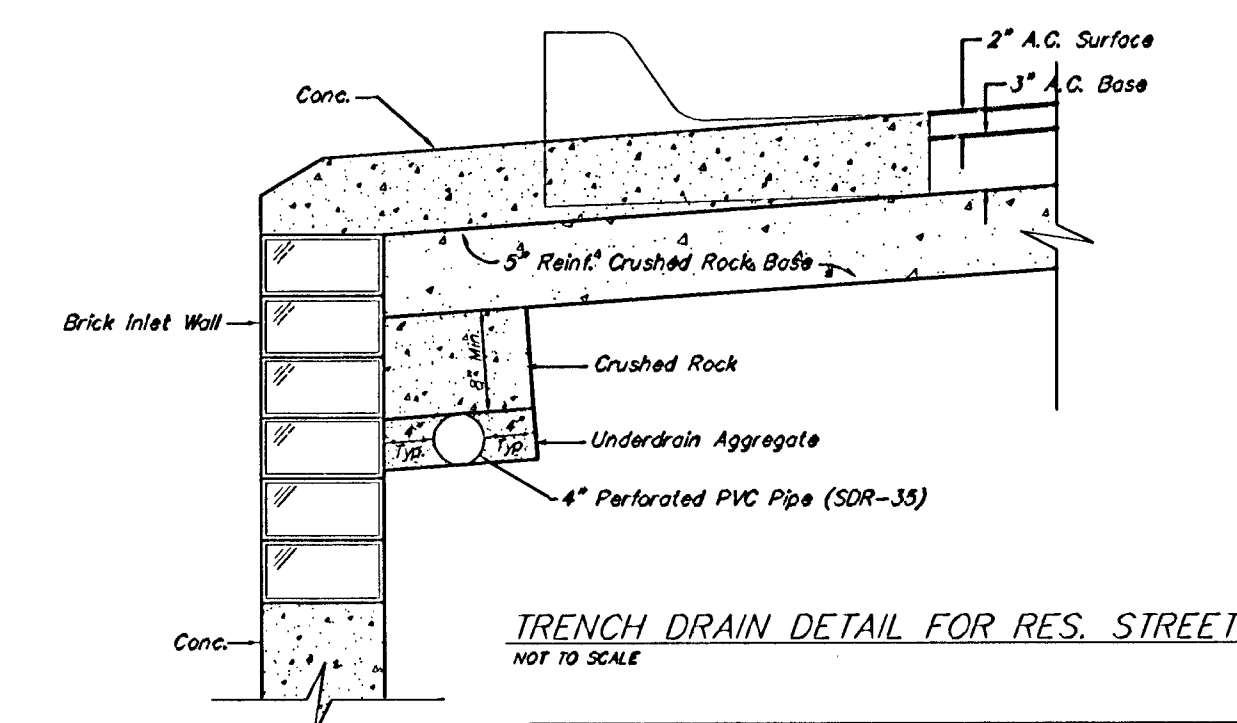 2" A.C. Surface
3" A.C. Base
Conc.
5" Reinf. Crushed Rock Base
Brick Inlet Wall
8" Min.
Crushed Rock
4" 4"
Typ. Typ.
Underdrain Aggregate
4" Perforated PVC Pipe (SDR-35)
Conc.
TRENCH DRAIN DETAIL FOR RES. STREET
NOT TO SCALE